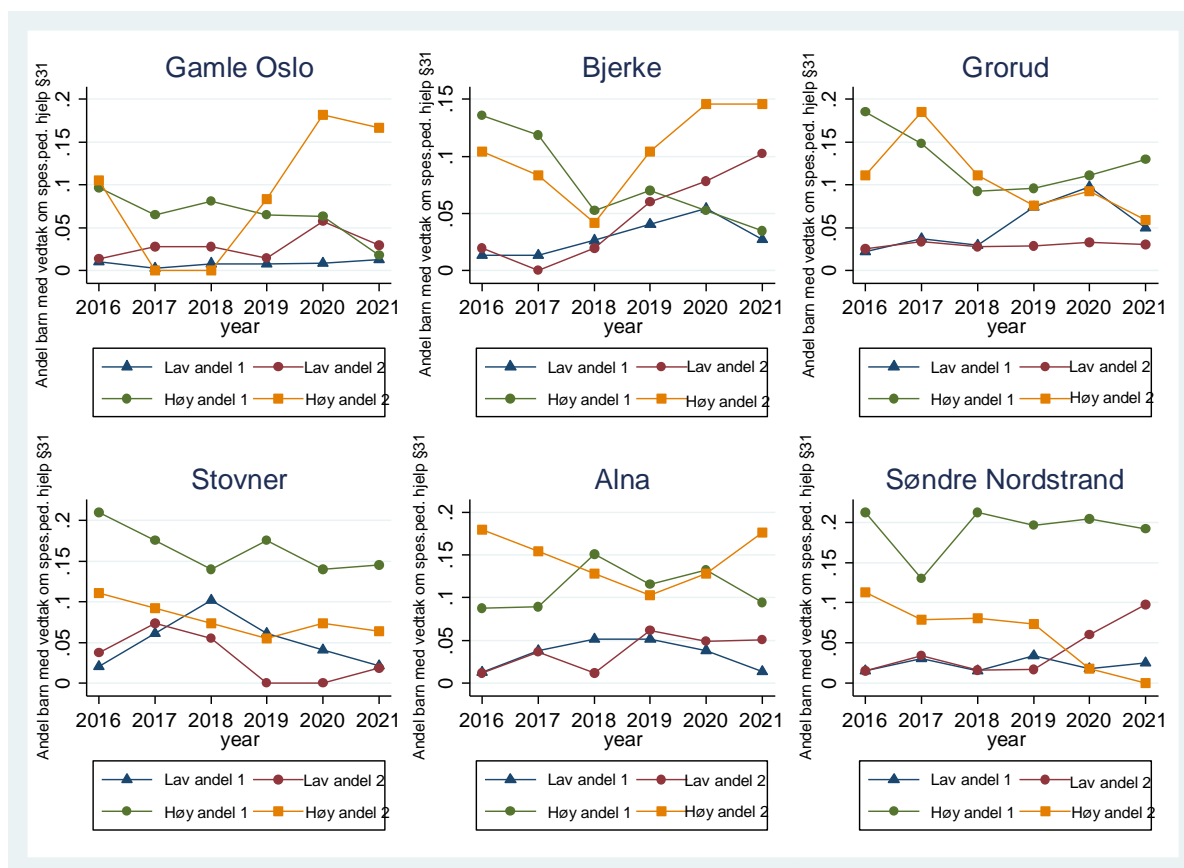 Gamle Oslo
Andel barn med vedtak om spes.ped. hjelp §31
.2
.15
.1
.05
0
2016 2017 2018 2019 2020 2021
year
Lav andel 1 Lav andel 2
Høy andel 1 Høy andel 2
Bjerke
Andel barn med vedtak om spes.ped. hjelp §31
.15
.1
.05
0
2016 2017 2018 2019 2020 2021
year
Lav andel 1 Lav andel 2
Høy andel 1 Høy andel 2
Grorud
Andel barn med vedtak om spes.ped. hjelp §31
.2
.15
.1
.05
0
2016 2017 2018 2019 2020 2021
year
Lav andel 1 Lav andel 2
Høy andel 1 Høy andel 2
Stovner
Andel barn med vedtak om spes.ped. hjelp §31
.2
.15
.1
.05
0
2016 2017 2018 2019 2020 2021
year
Lav andel 1 Lav andel 2
Høy andel 1 Høy andel 2
Alna
Andel barn med vedtak om spes.ped. hjelp §31
.2
.15
.1
.05
0
2016 2017 2018 2019 2020 2021
year
Lav andel 1 Lav andel 2
Høy andel 1 Høy andel 2
Søndre Nordstrand
Andel barn med vedtak om spes.ped. hjelp §31
.2
.15
.1
.05
0
2016 2017 2018 2019 2020 2021
year
Lav andel 1 Lav andel 2
Høy andel 1 Høy andel 2